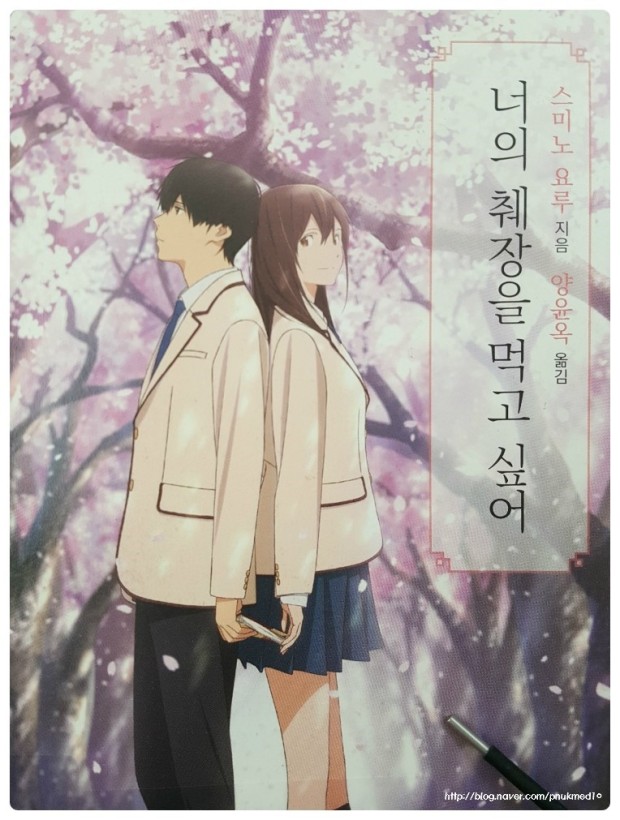 너의 췌장을 먹고 싶어
스미노 요루 지음 양윤옥 옮김
http://blog.naver.com/pnukmed10